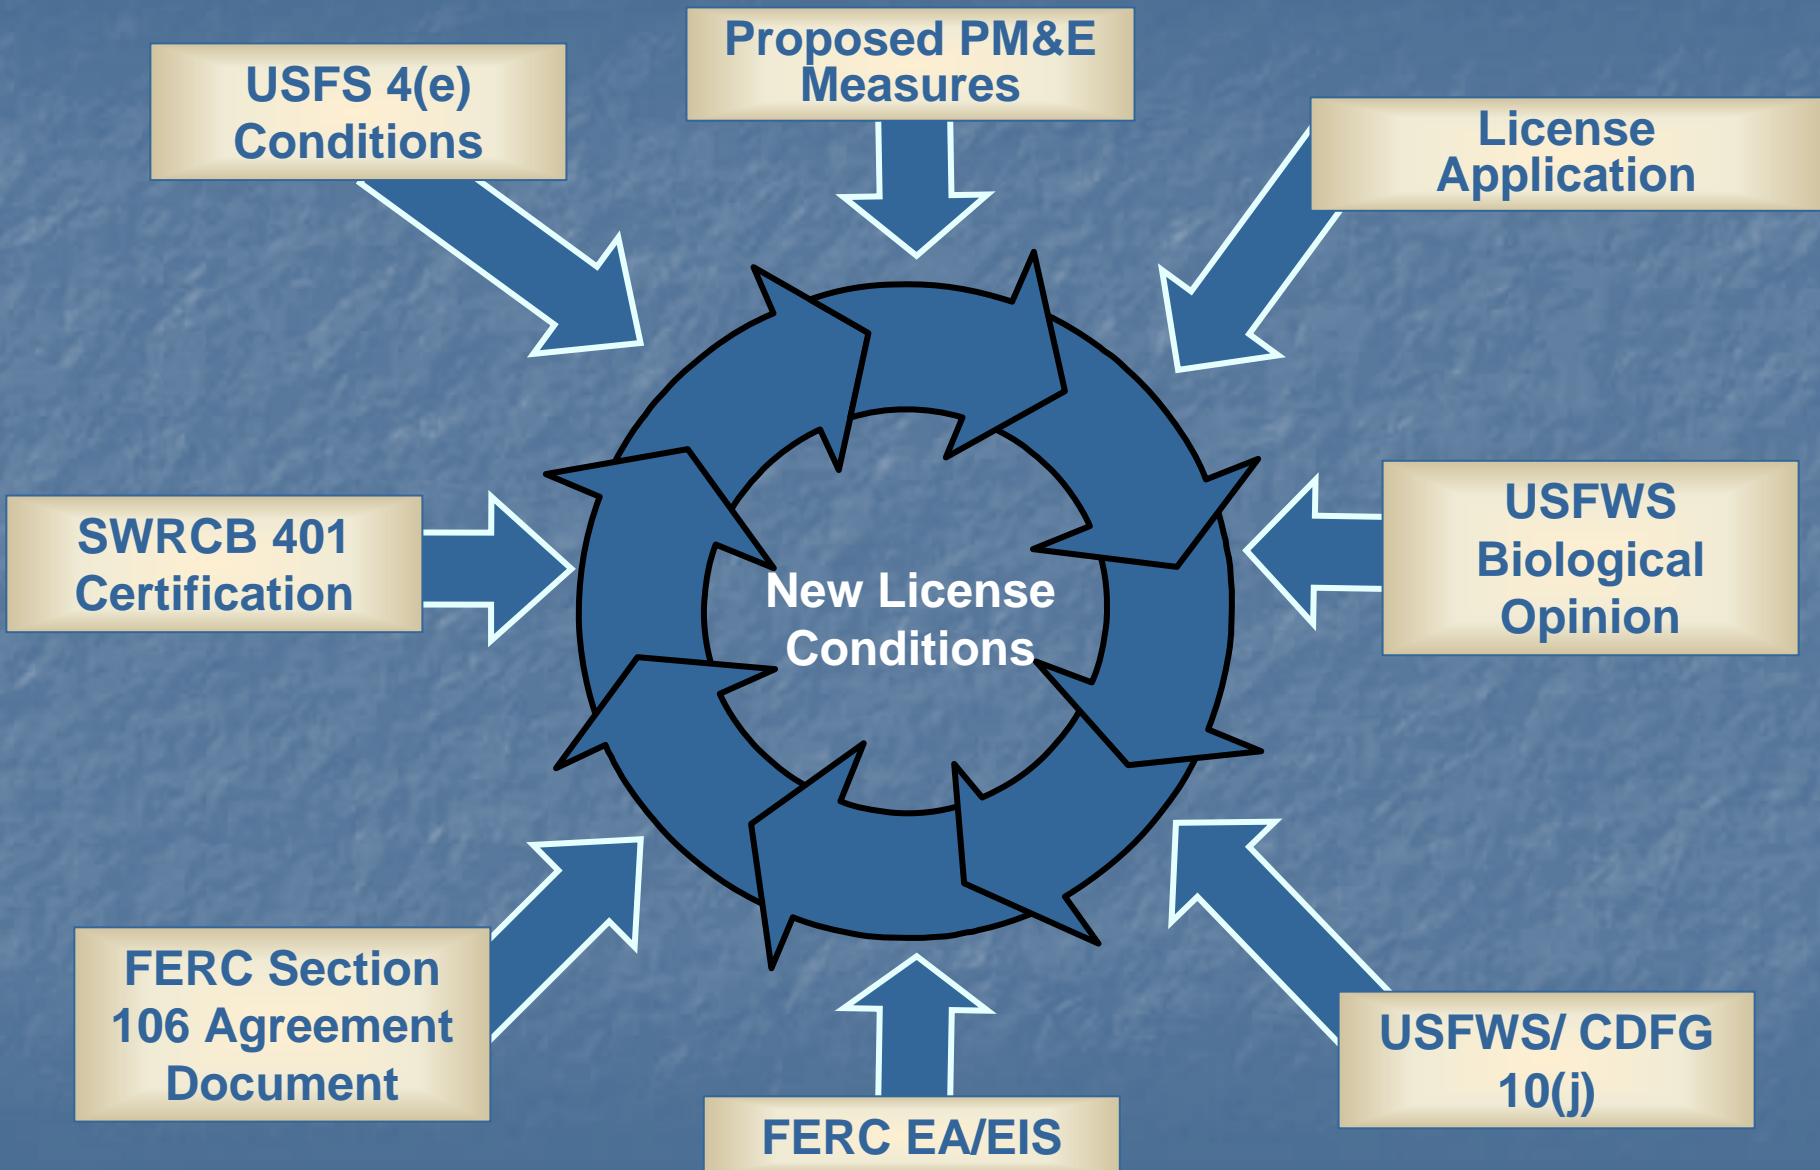 Proposed PM&E
Measures
USFS 4(e)
Conditions
License
Application
SWRCB 401
Certification
New License
Conditions
USFWS
Biological
Opinion
FERC Section
106 Agreement
Document
USFWS/ CDFG
10(j)
FERC EA/EIS